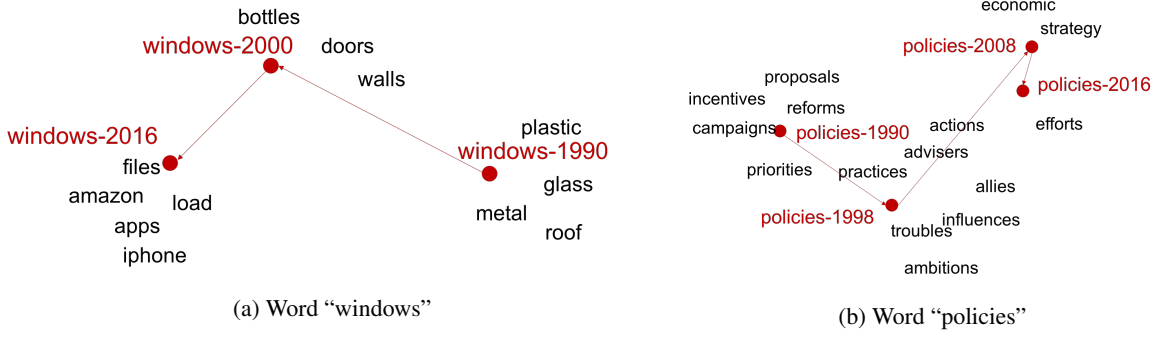 bottles
windows-2000
doors
walls
windows-2016
files
amazon
load
apps
iphone
plastic
windows-1990
glass
metal
roof
(a) Word “windows”
economic
strategy
policies-2008
policies-2016
proposals
incentives
reforms
campaigns
policies-1990
actions
efforts
advisers
priorities
practices
allies
policies-1998
influences
troubles
ambitions
(b) Word “policies”